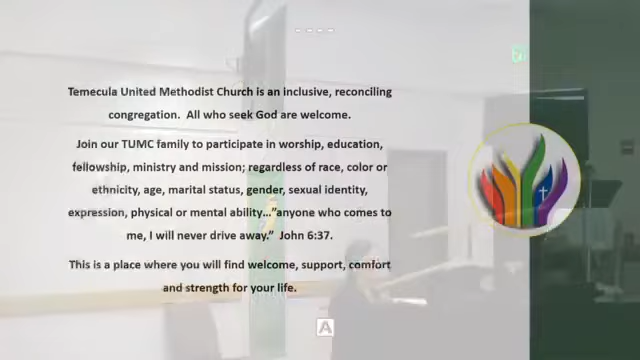 Temecula United Methodist Church is an inclusive, reconciling
congregation.  All who seek God are welcome.
Join our TUMC family to participate in worship, education,
fellowship, ministry and mission; regardless of race, color or
ethnicity, age, marital status, gender, sexual identity,
expression, physical or mental ability…"anyone who comes to
me, I will never drive away."  John 6:37.
This is a place where you will find welcome, support, comfort
and strength for your life.
A